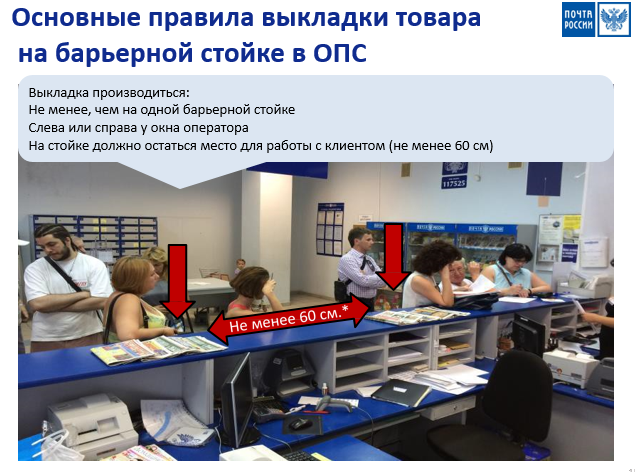 Основные правила выкладки товара
на барьерной стойке в ОПС
ПОЧТА
РОССИИ
Выкладка производиться:
Не менее, чем на одной барьерной стойке
Слева или справа у окна оператора
На стойке должно остаться место для работы с клиентом (не менее 60 см)
117525
Не менее 60 см.*